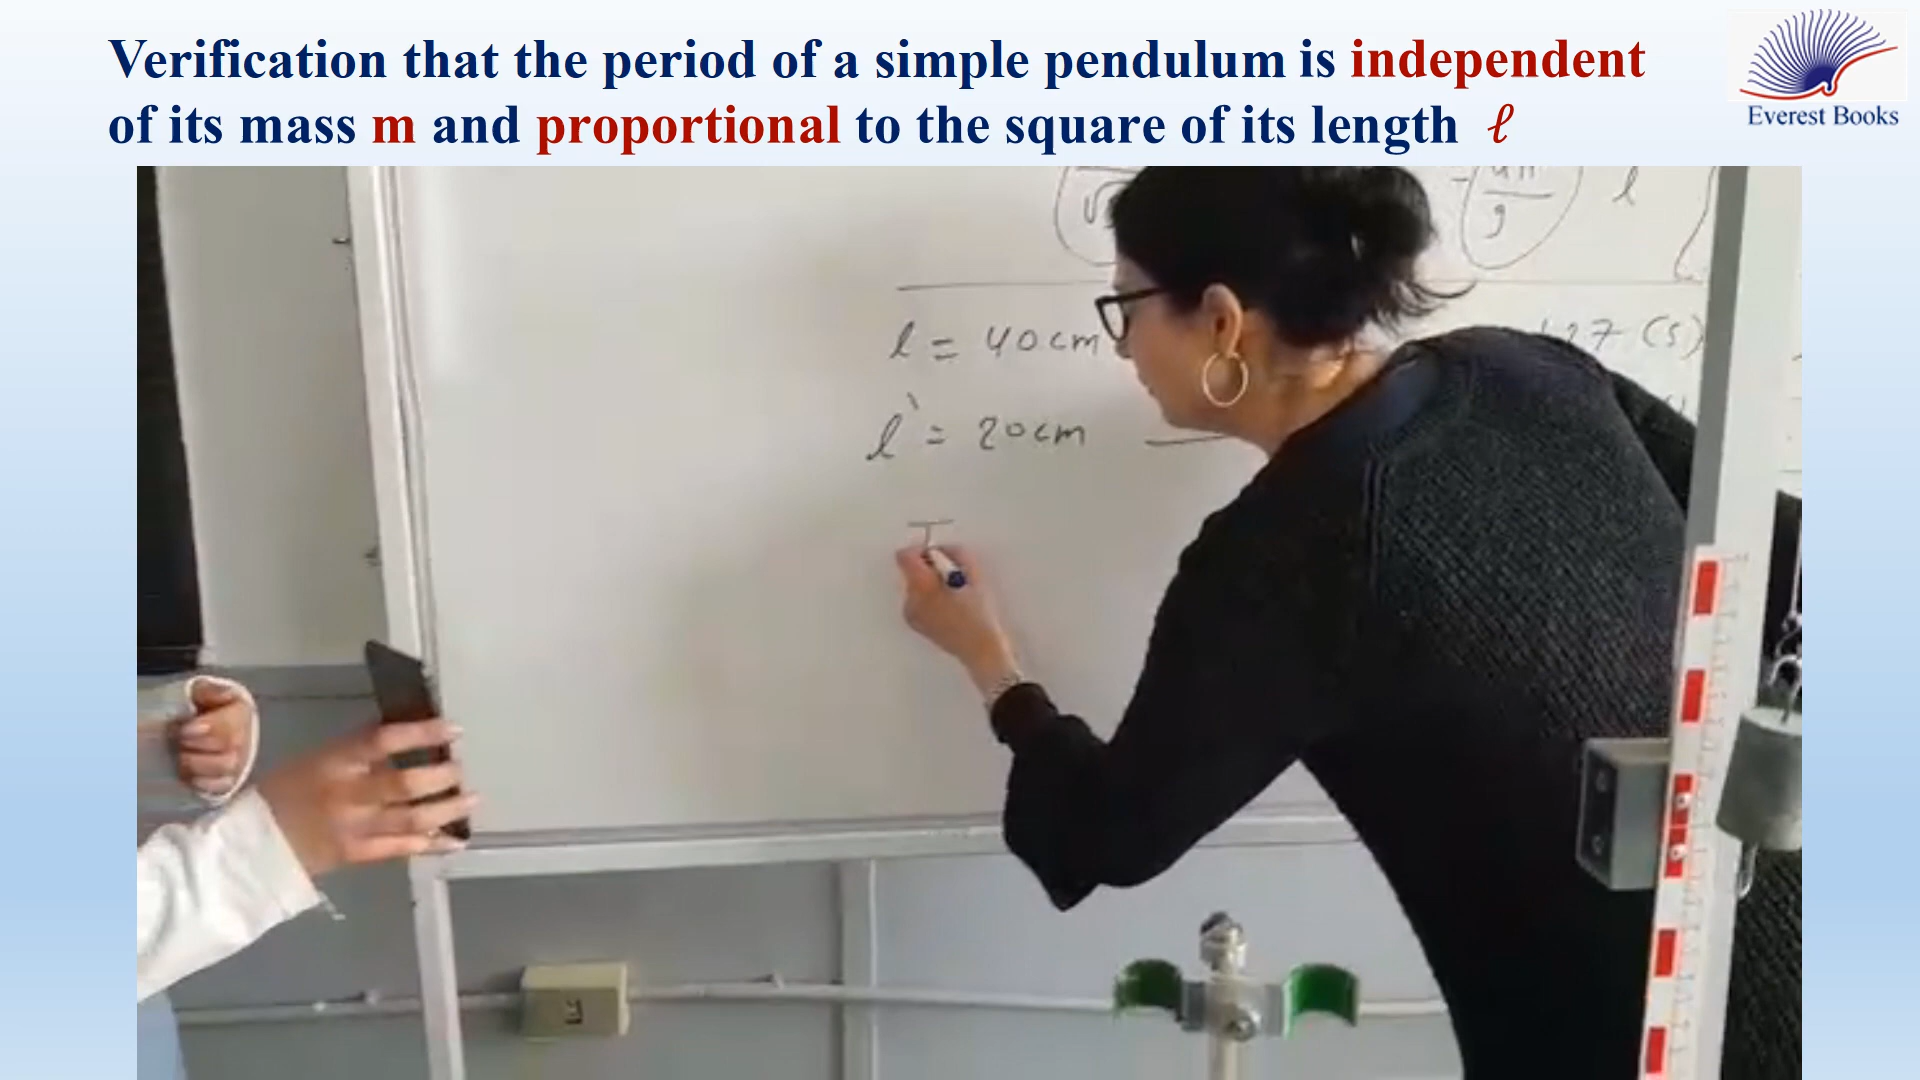 Verification that the period of a simple pendulum is independent
of its mass m and proportional to the square of its length ℓ
Everest Books
g
l
l = 40cm
27 (s)
l' = 20cm
T